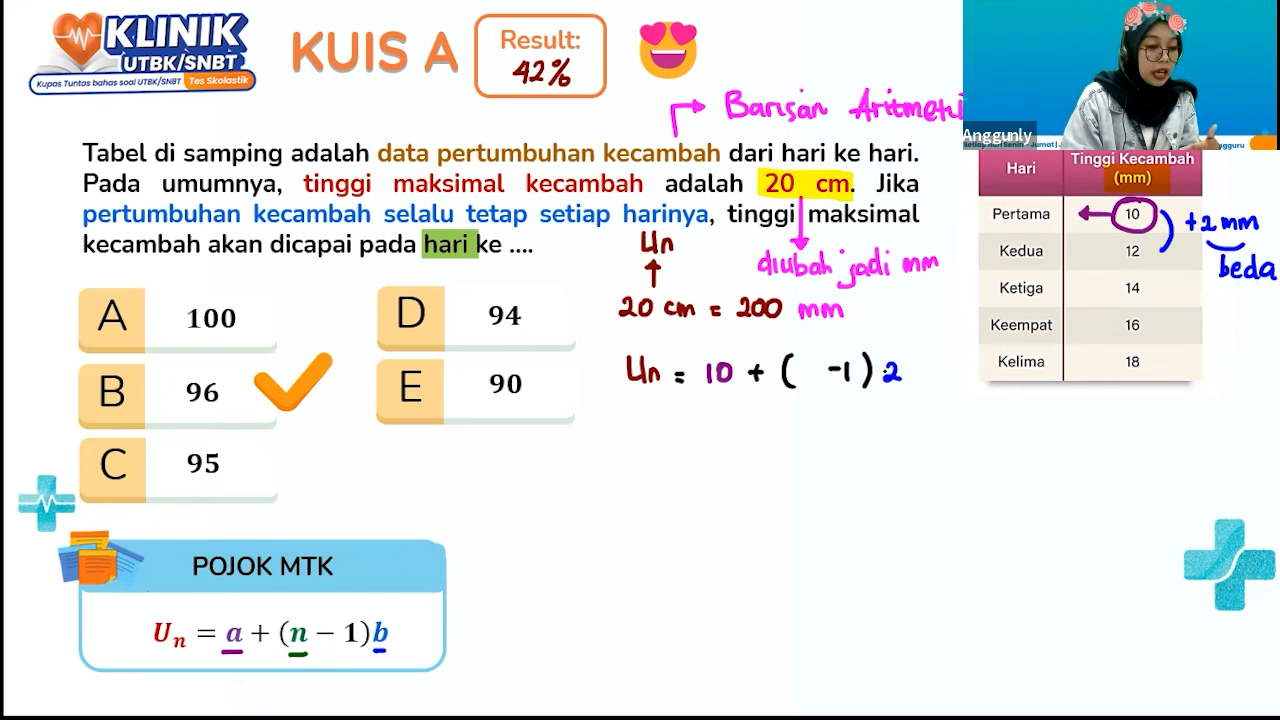 KLINIK
UTBK/SNBT
Kupas Tuntas bahas soal UTBK/SNBT
Tes Skolastik
KUIS A
Result:
42%
Barisan
Anggunly
Tabel di samping adalah data pertumbuhan kecambah dari hari ke hari.
Pada umumnya, tinggi maksimal kecambah adalah 20 cm. Jika
pertumbuhan kecambah selalu tetap setiap harinya, tinggi maksimal
kecambah akan dicapai pada hari ke ....
Un
diubah jadi mm
20 cm = 200 mm
Un = 10 + ( -1) 2
A 100
B 96
C 95
D 94
E 90
Hari Tinggi Kecambah (mm)
Pertama 10
Kedua 12
Ketiga 14
Keempat 16
Kelima 18
+2 mm
beda
POJOK MTK
Uₙ = a + (n − 1)b